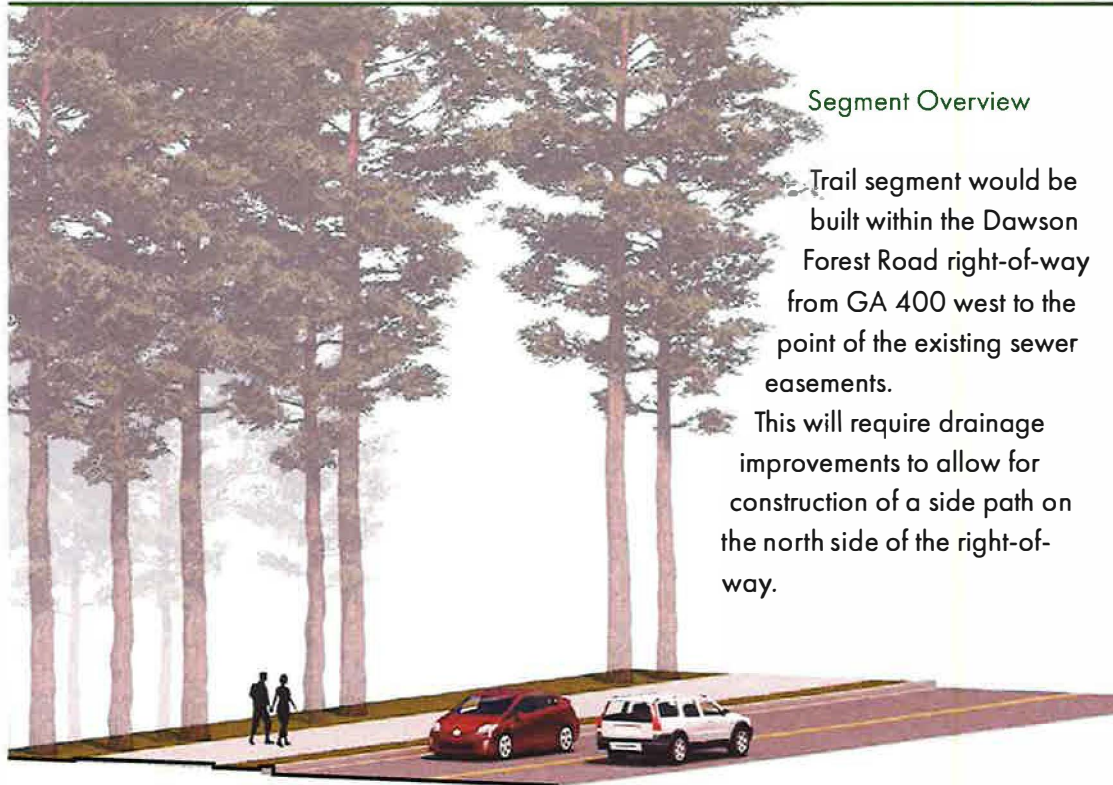 Segment Overview
Trail segment would be
built within the Dawson
Forest Road right-of-way
from GA 400 west to the
point of the existing sewer
easements.
This will require drainage
improvements to allow for
construction of a side path on
the north side of the right-of-
way.